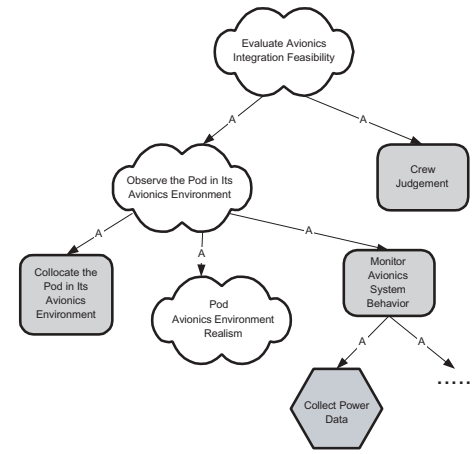 Evaluate Avionics
Integration Feasibility
A
A
Observe the Pod in Its
Avionics Environment
Crew
Judgement
A
A
A
Collocate the
Pod in Its
Avionics
Environment
Pod
Avionics Environment
Realism
Monitor
Avionics
System
Behavior
A
A
.....
Collect Power
Data